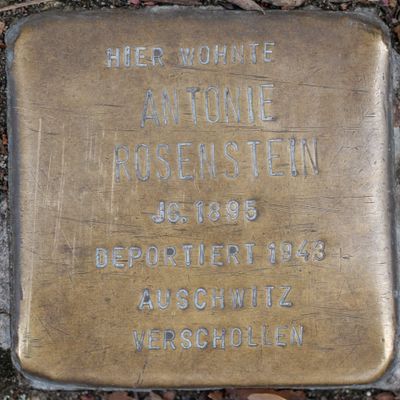 HIER WOHNTE
ANTONIE
ROSENSTEIN
JG. 1895
DEPORTIERT 1943
AUSCHWITZ
VERSCHOLLEN